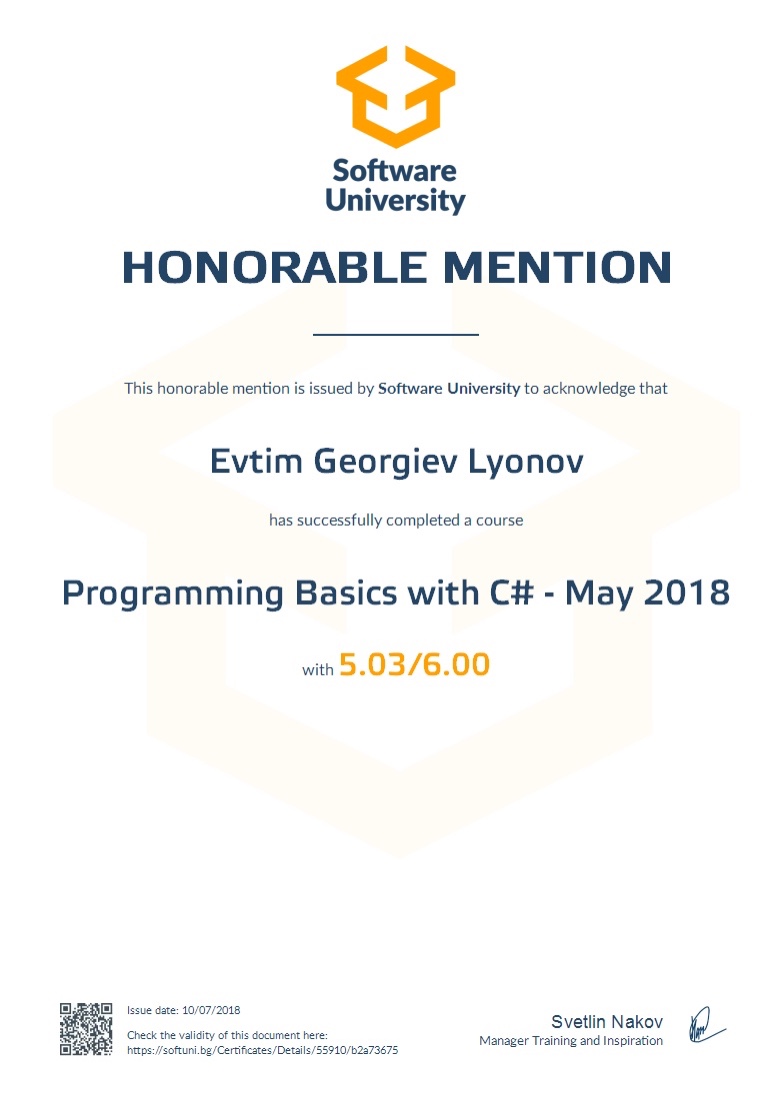 Software
University
HONORABLE MENTION
This honorable mention is issued by Software University to acknowledge that
Evtim Georgiev Lyonov
has successfully completed a course
Programming Basics with C# - May 2018
with 5.03/6.00
Issue date: 10/07/2018
Check the validity of this document here:
https://softuni.bg/Certificates/Details/55910/b2a73675
Svetlin Nakov
Manager Training and Inspiration